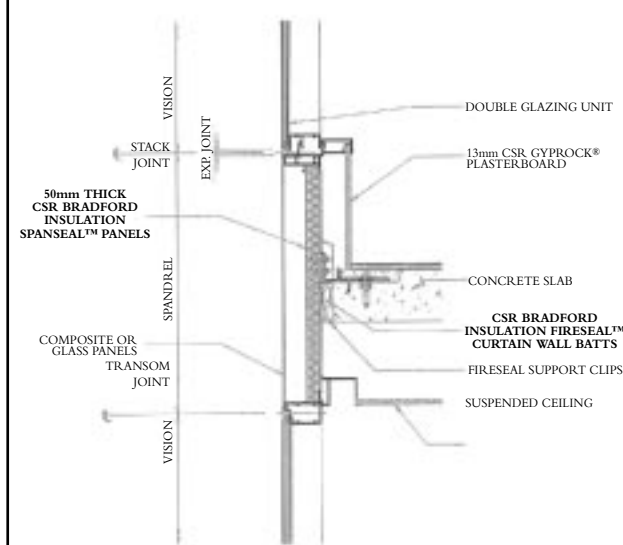 VISION
DOUBLE GLAZING UNIT
STACK
JOINT
EXP. JOINT
13mm CSR GYPROCK®
PLASTERBOARD
50mm THICK
CSR BRADFORD
INSULATION
SPANSEAL™ PANELS
SPANDREL
CONCRETE SLAB
CSR BRADFORD
INSULATION FIRESEAL™
CURTAIN WALL BATTS
COMPOSITE OR
GLASS PANELS
TRANSOM
JOINT
FIRESEAL SUPPORT CLIPS
SUSPENDED CEILING
VISION